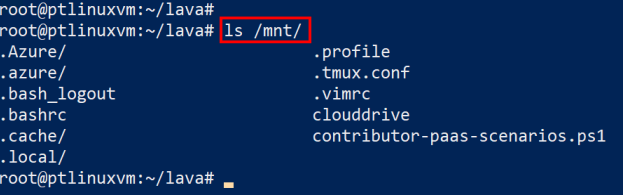 root@ptlinuxvm:~/lava#
root@ptlinuxvm:~/lava# ls /mnt/
.Azure/ .profile
.azure/ .tmux.conf
.bash_logout .vimrc
.bashrc clouddrive
.cache/ contributor-paas-scenarios.ps1
.local/
root@ptlinuxvm:~/lava#